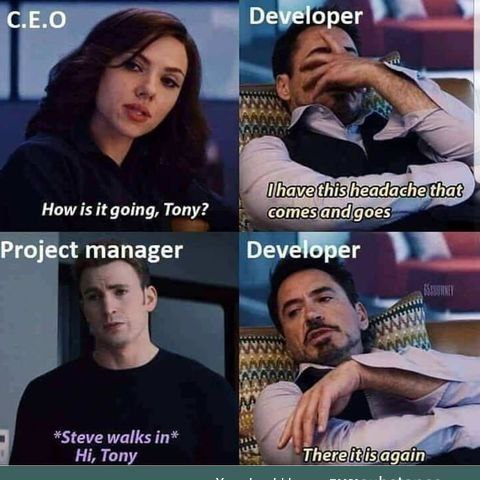 C.E.O
How is it going, Tony?
Developer
I have this headache that
comes and goes
Project manager
*Steve walks in*
Hi, Tony
Developer
There it is again